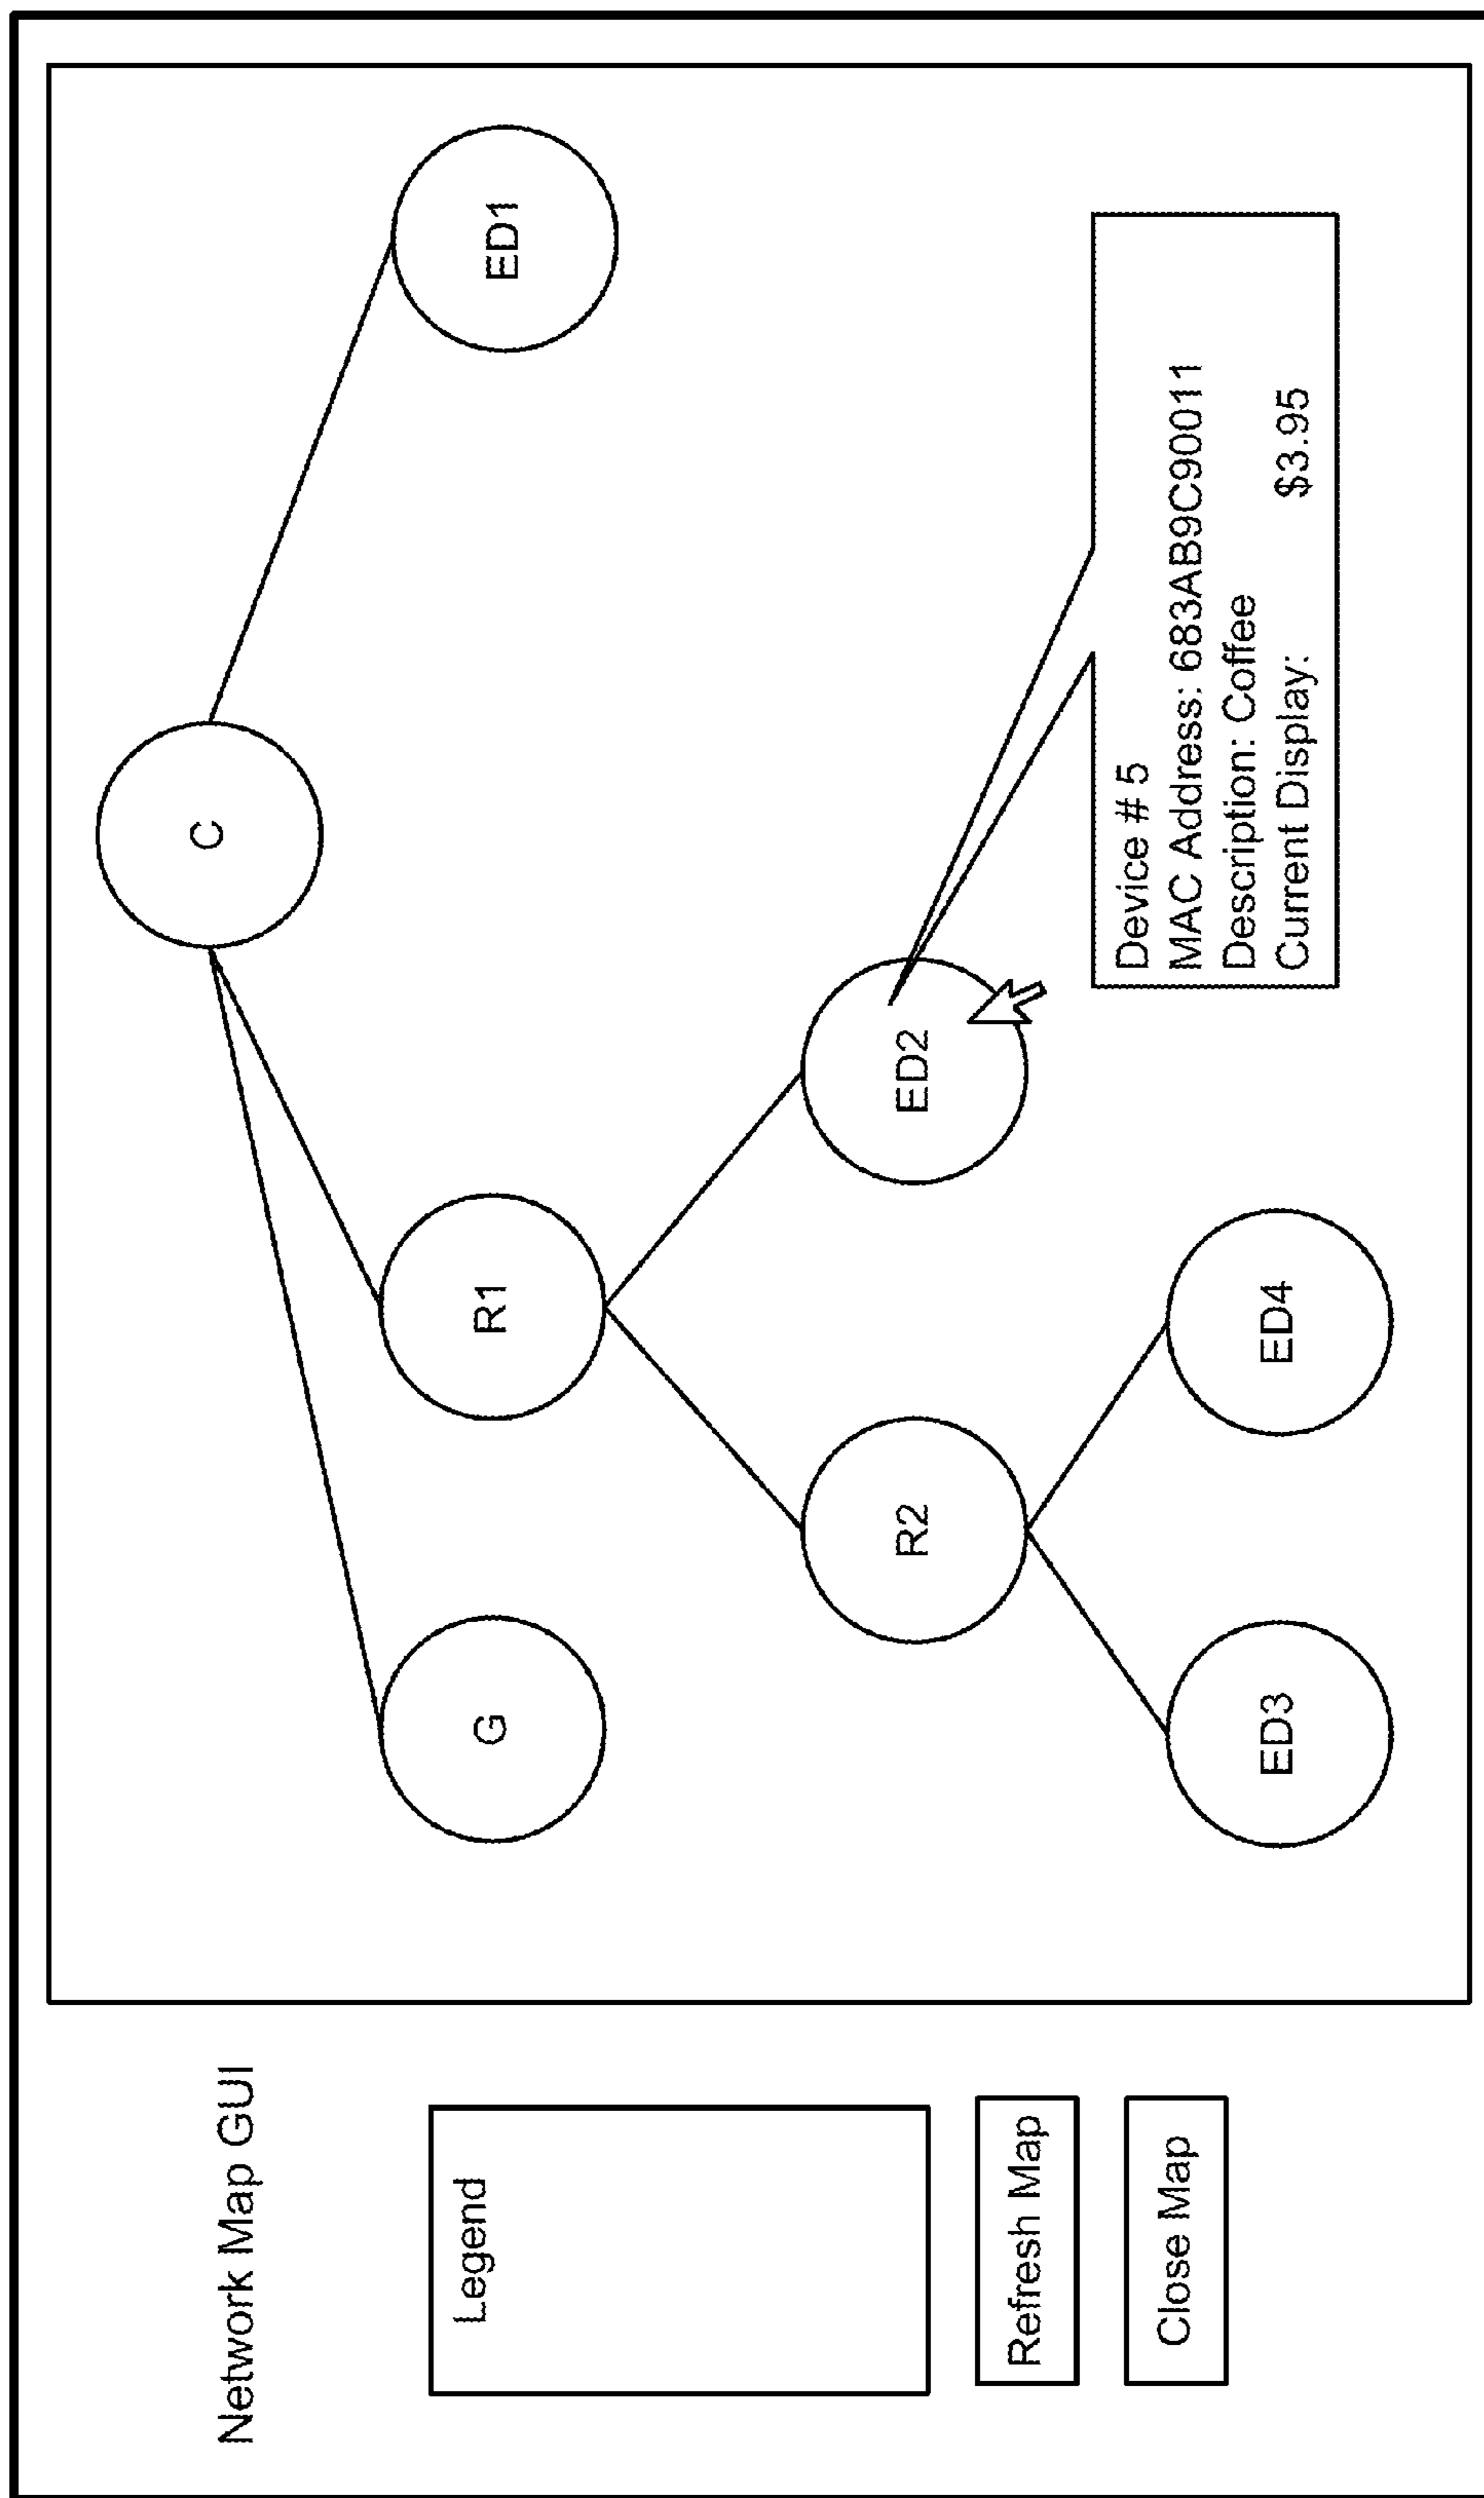 Network Map GUI
Legend
Refresh Map
Close Map
C
G
R1
ED1
R2
ED2
ED3
ED4
Device # 5
MAC Address: 683AB9C90011
Description: Coffee
Current Display: $3.95